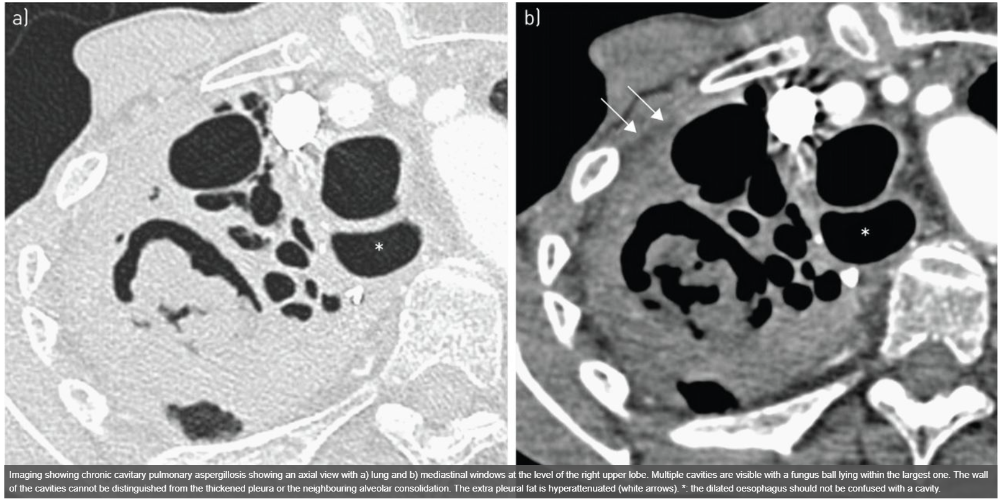 a)
b)
*
*
Imaging showing chronic cavitary pulmonary aspergillosis showing an axial view with a) lung and b) mediastinal windows at the level of the right upper lobe. Multiple cavities are visible with a fungus ball lying within the largest one. The wall
of the cavities cannot be distinguished from the thickened pleura or the neighbouring alveolar consolidation. The extra pleural fat is hyperattenuated (white arrows). *: the dilated oesophagus should not be confused with a cavity.